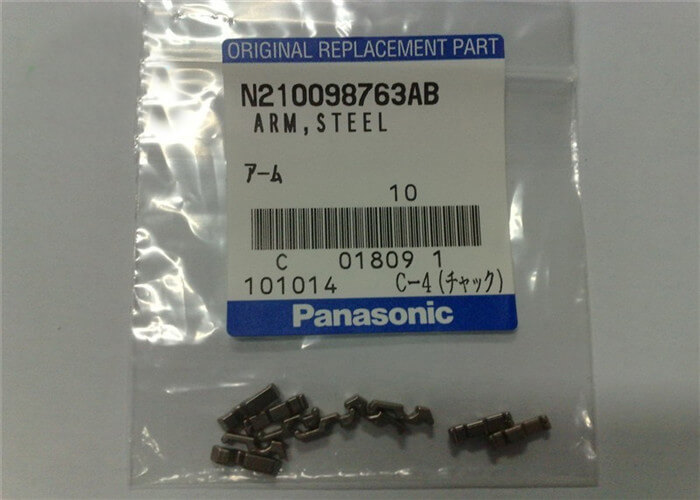 ORIGINAL REPLACEMENT PART
N210098763AB
ARM,STEEL
アーム
10
C 01809 1
101014 C-4(チャック)
Panasonic